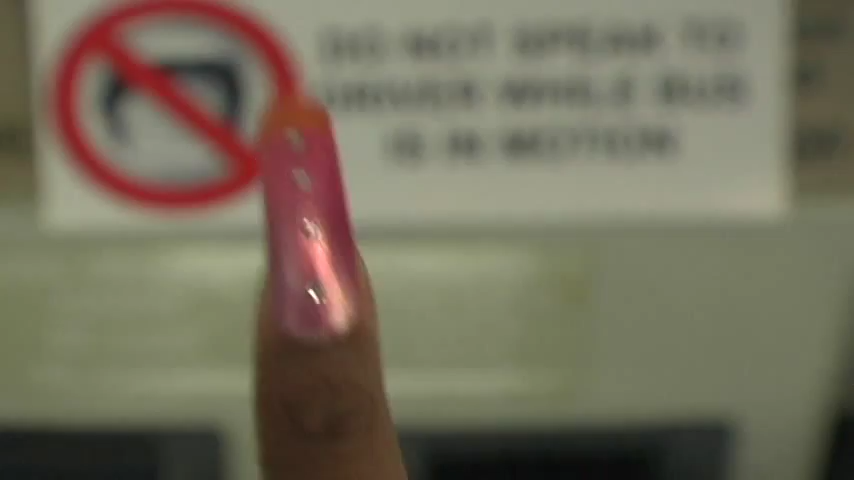 DO NOT SPEAK TO
DRIVER WHILE BUS
IS IN MOTION